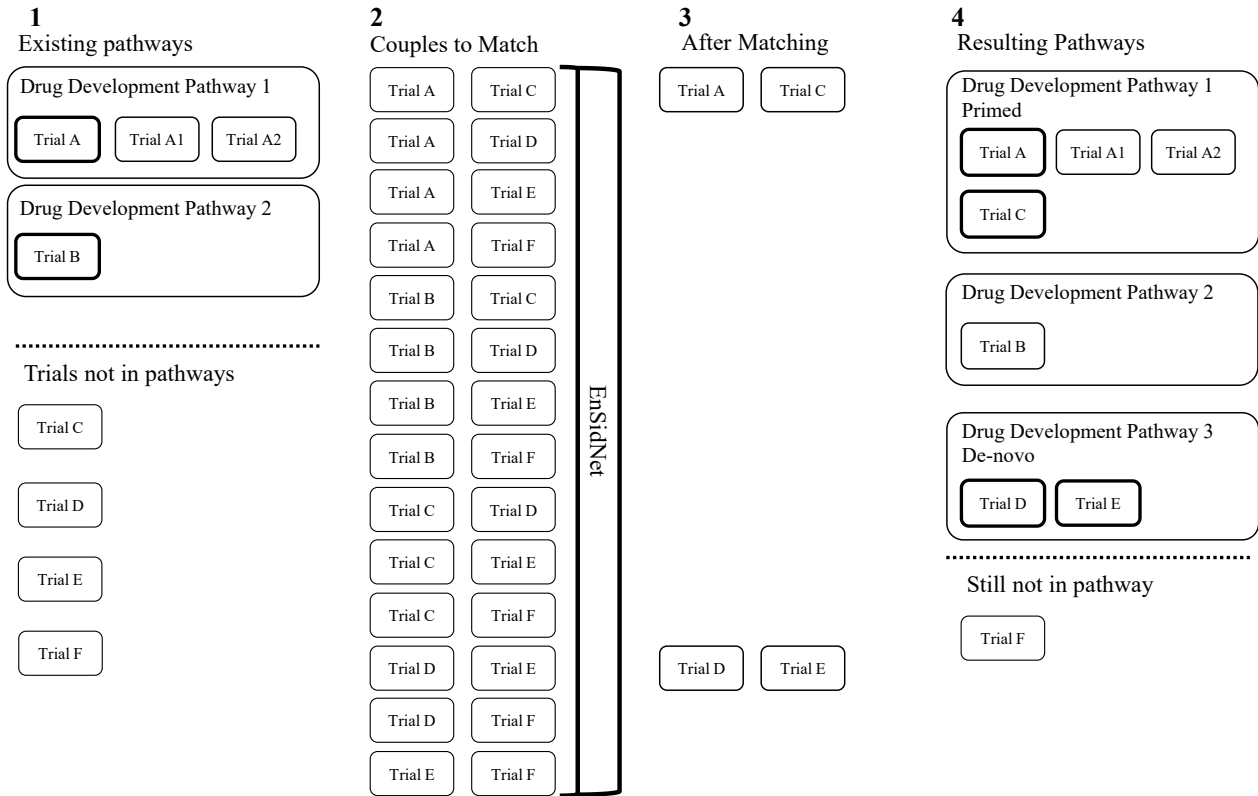 1
Existing pathways
Drug Development Pathway 1
Trial A
Trial A1
Trial A2
Drug Development Pathway 2
Trial B
Trials not in pathways
Trial C
Trial D
Trial E
Trial F
2
Couples to Match
Trial A Trial C
Trial A Trial D
Trial A Trial E
Trial A Trial F
Trial B Trial C
Trial B Trial D
Trial B Trial E
Trial B Trial F
Trial C Trial D
Trial C Trial E
Trial C Trial F
Trial D Trial E
Trial D Trial F
Trial E Trial F
EnSidNet
3
After Matching
Trial A Trial C
Trial D Trial E
4
Resulting Pathways
Drug Development Pathway 1
Primed
Trial A Trial A1 Trial A2
Trial C
Drug Development Pathway 2
Trial B
Drug Development Pathway 3
De-novo
Trial D Trial E
Still not in pathway
Trial F